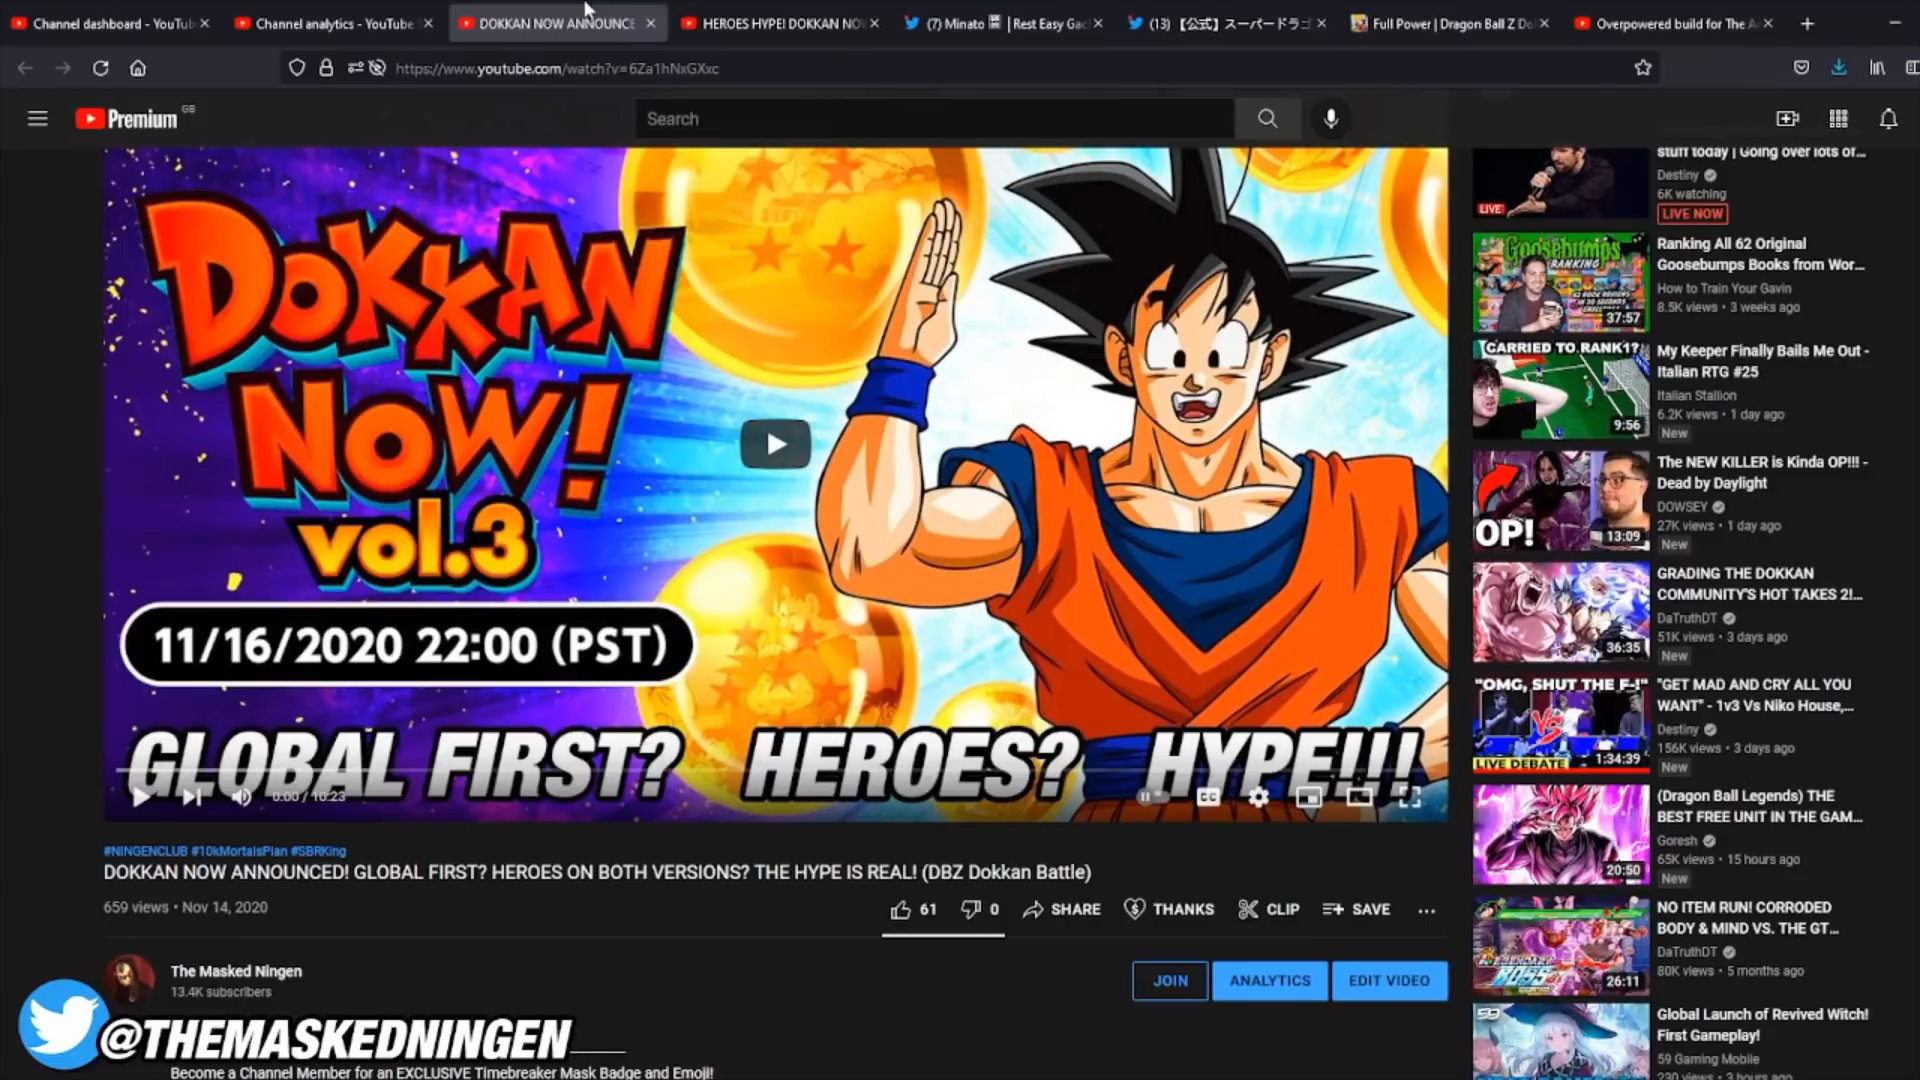 Channel dashboard - YouTub
Channel analytics - YouTube
DOKKAN NOW ANNOUNCE
HEROES HYPE! DOKKAN NOV
(7) Minato | Rest Easy Gac
(13) 【公式】スーパードラゴ
Full Power | Dragon Ball Z Do
Overpowered build for The A
https://www.youtube.com/watch?v=6Za1hNxGXxc
Premium GB
Search
DOKKAN
NOW!
vol.3
11/16/2020 22:00 (PST)
GLOBAL FIRST? HEROES? HYPE!!!
0:00 / 10:23
CC
#NINGENCLUB #10kMortalsPlan #SBRKing
DOKKAN NOW ANNOUNCED! GLOBAL FIRST? HEROES ON BOTH VERSIONS? THE HYPE IS REAL! (DBZ Dokkan Battle)
659 views • Nov 14, 2020
61 0 SHARE THANKS CLIP SAVE ...
The Masked Ningen
13.4K subscribers
JOIN ANALYTICS EDIT VIDEO
@THEMASKEDNINGEN
Become a Channel Member for an EXCLUSIVE Timebreaker Mask Badge and Emoji!
LIVE
stuff today | Going over lots of...
Destiny
6K watching
LIVE NOW
Goosebumps
RANKING
37:57
Ranking All 62 Original
Goosebumps Books from Wor...
How to Train Your Gavin
8.5K views • 3 weeks ago
CARRIED TO RANK1?
9:56
My Keeper Finally Bails Me Out -
Italian RTG #25
Italian Stallion
6.2K views • 1 day ago
New
OP!
13:09
The NEW KILLER is Kinda OP!!! -
Dead by Daylight
DOWSEY
27K views • 1 day ago
New
36:35
GRADING THE DOKKAN
COMMUNITY'S HOT TAKES 2!...
DaTruthDT
51K views • 3 days ago
New
"OMG, SHUT THE F-!"
VS
LIVE DEBATE
1:34:39
"GET MAD AND CRY ALL YOU
WANT" - 1v3 Vs Niko House,...
Destiny
156K views • 3 days ago
New
20:50
(Dragon Ball Legends) THE
BEST FREE UNIT IN THE GAM...
Goresh
65K views • 15 hours ago
New
LEGENDARY
BOSS
26:11
NO ITEM RUN! CORRODED
BODY & MIND VS. THE GT...
DaTruthDT
80K views • 5 months ago
59
Global Launch of Revived Witch!
First Gameplay!
59 Gaming Mobile
230 views • 3 hours ago